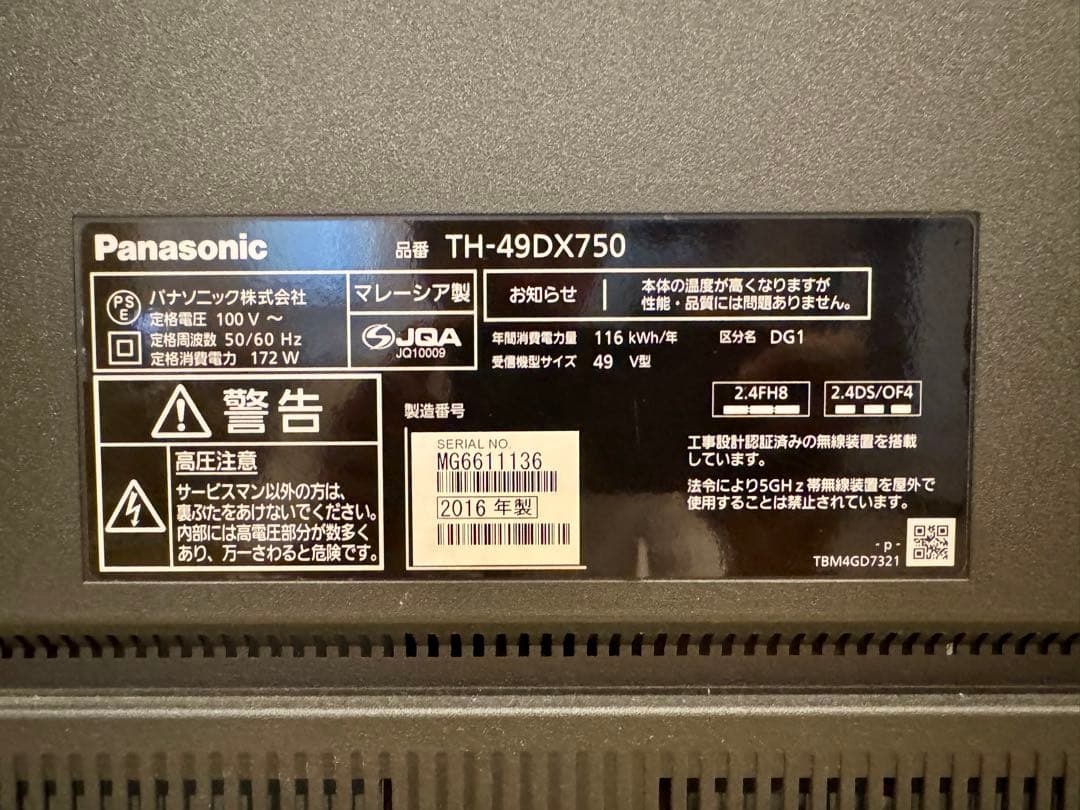 Panasonic
品番 TH-49DX750
PS
E
パナソニック株式会社
定格電圧 100 V ～
定格周波数 50/60 Hz
定格消費電力 172 W
マレーシア製
JQA
JQ10009
お知らせ
本体の温度が高くなりますが
性能・品質には問題ありません。
年間消費電力量 116 kWh/年 区分名 DG1
受信機型サイズ 49 V型
警告
高圧注意
サービスマン以外の方は、
裏ぶたをあけないでください。
内部には高電圧部分が数多く
あり、万一さわると危険です。
製造番号
SERIAL NO.
MG6611136
2016 年製
2.4FH8
2.4DS/OF4
工事設計認証済みの無線装置を搭載
しています。
法令により5GHz帯無線装置を屋外で
使用することは禁止されています。
- p -
TBM4GD7321